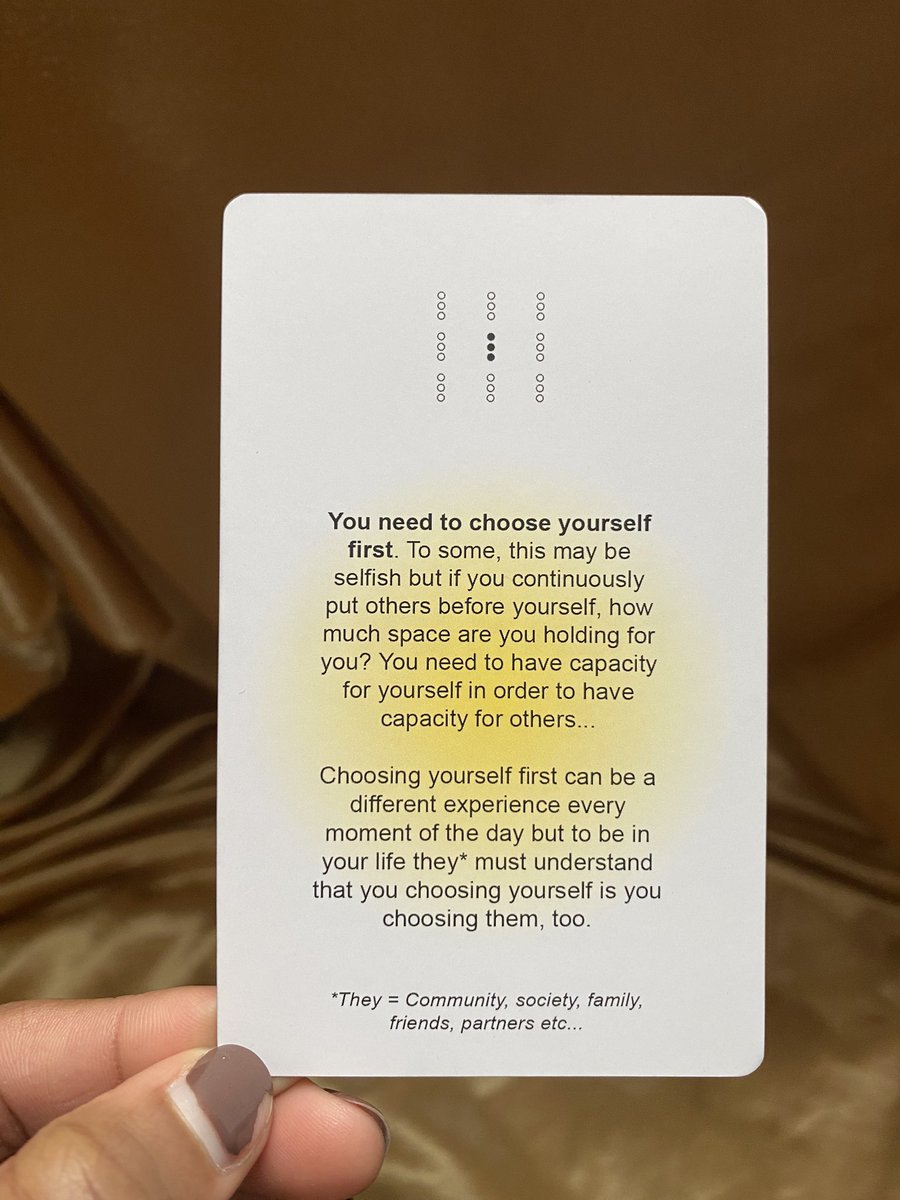 You need to choose yourself
first. To some, this may be
selfish but if you continuously
put others before yourself, how
much space are you holding for
you? You need to have capacity
for yourself in order to have
capacity for others...
Choosing yourself first can be a
different experience every
moment of the day but to be in
your life they* must understand
that you choosing yourself is you
choosing them, too.
*They = Community, society, family,
friends, partners etc...